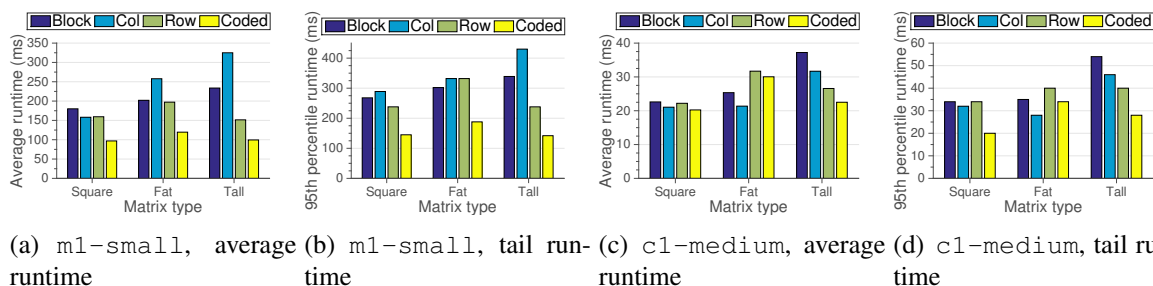 Block Col Row Coded
Average runtime (ms)
350
300
250
200
150
100
50
0
Square Fat Tall
Matrix type
(a) m1-small, average
runtime
Block Col Row Coded
95th percentile runtime (ms)
400
300
200
100
0
Square Fat Tall
Matrix type
(b) m1-small, tail run-
time
Block Col Row Coded
Average runtime (ms)
40
30
20
10
0
Square Fat Tall
Matrix type
(c) c1-medium, average
runtime
Block Col Row Coded
95th percentile runtime (ms)
60
50
40
30
20
10
0
Square Fat Tall
Matrix type
(d) c1-medium, tail ru
time